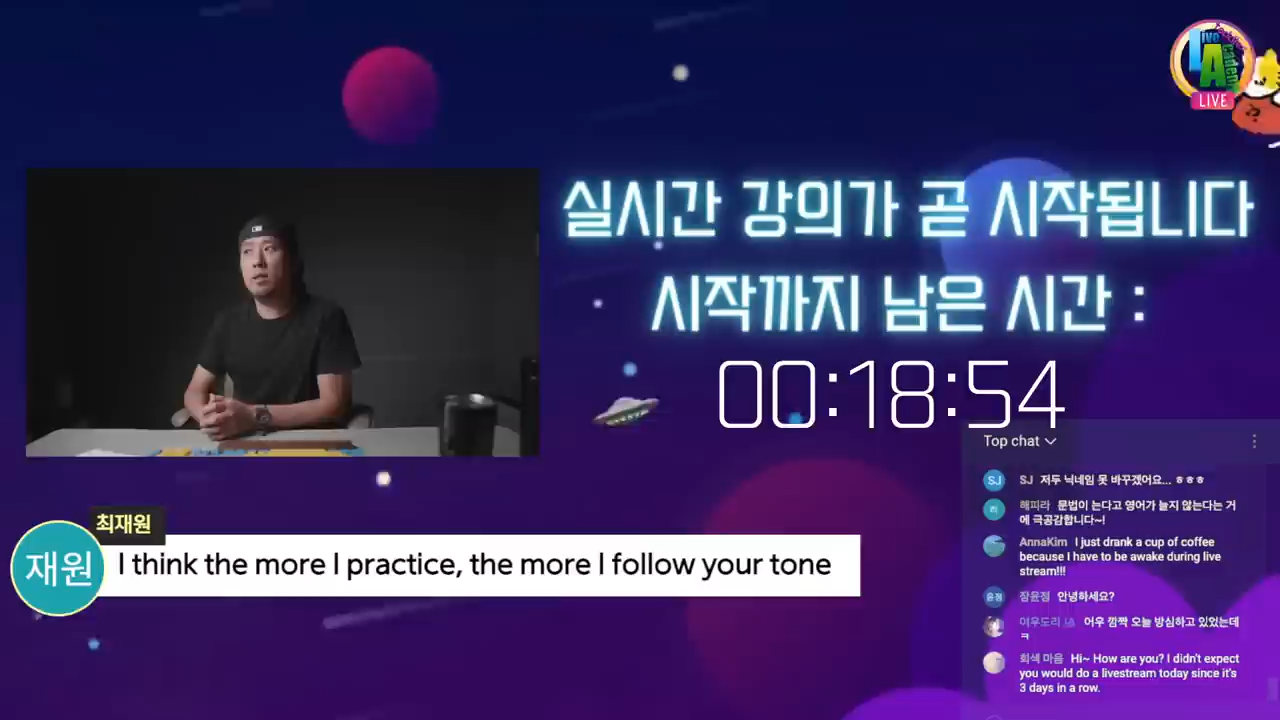 Live
Academy
LIVE
실시간 강의가 곧 시작됩니다
시작까지 남은 시간 :
00:18:54
최재원
재원
I think the more I practice, the more I follow your tone
Top chat
SJ
SJ 저두 닉네임 못 바꾸겠어요... ㅎㅎㅎ
해피라 문법이 는다고 영어가 늘지 않는다는 거
에 극공감합니다~!
AnnaKim I just drank a cup of coffee
because I have to be awake during live
stream!!!
윤정
장윤정 안녕하세요?
여우도리 어우 깜짝 오늘 방심하고 있었는데
ㅋ
회색 마음 Hi~ How are you? I didn't expect
you would do a livestream today since it's
3 days in a row.